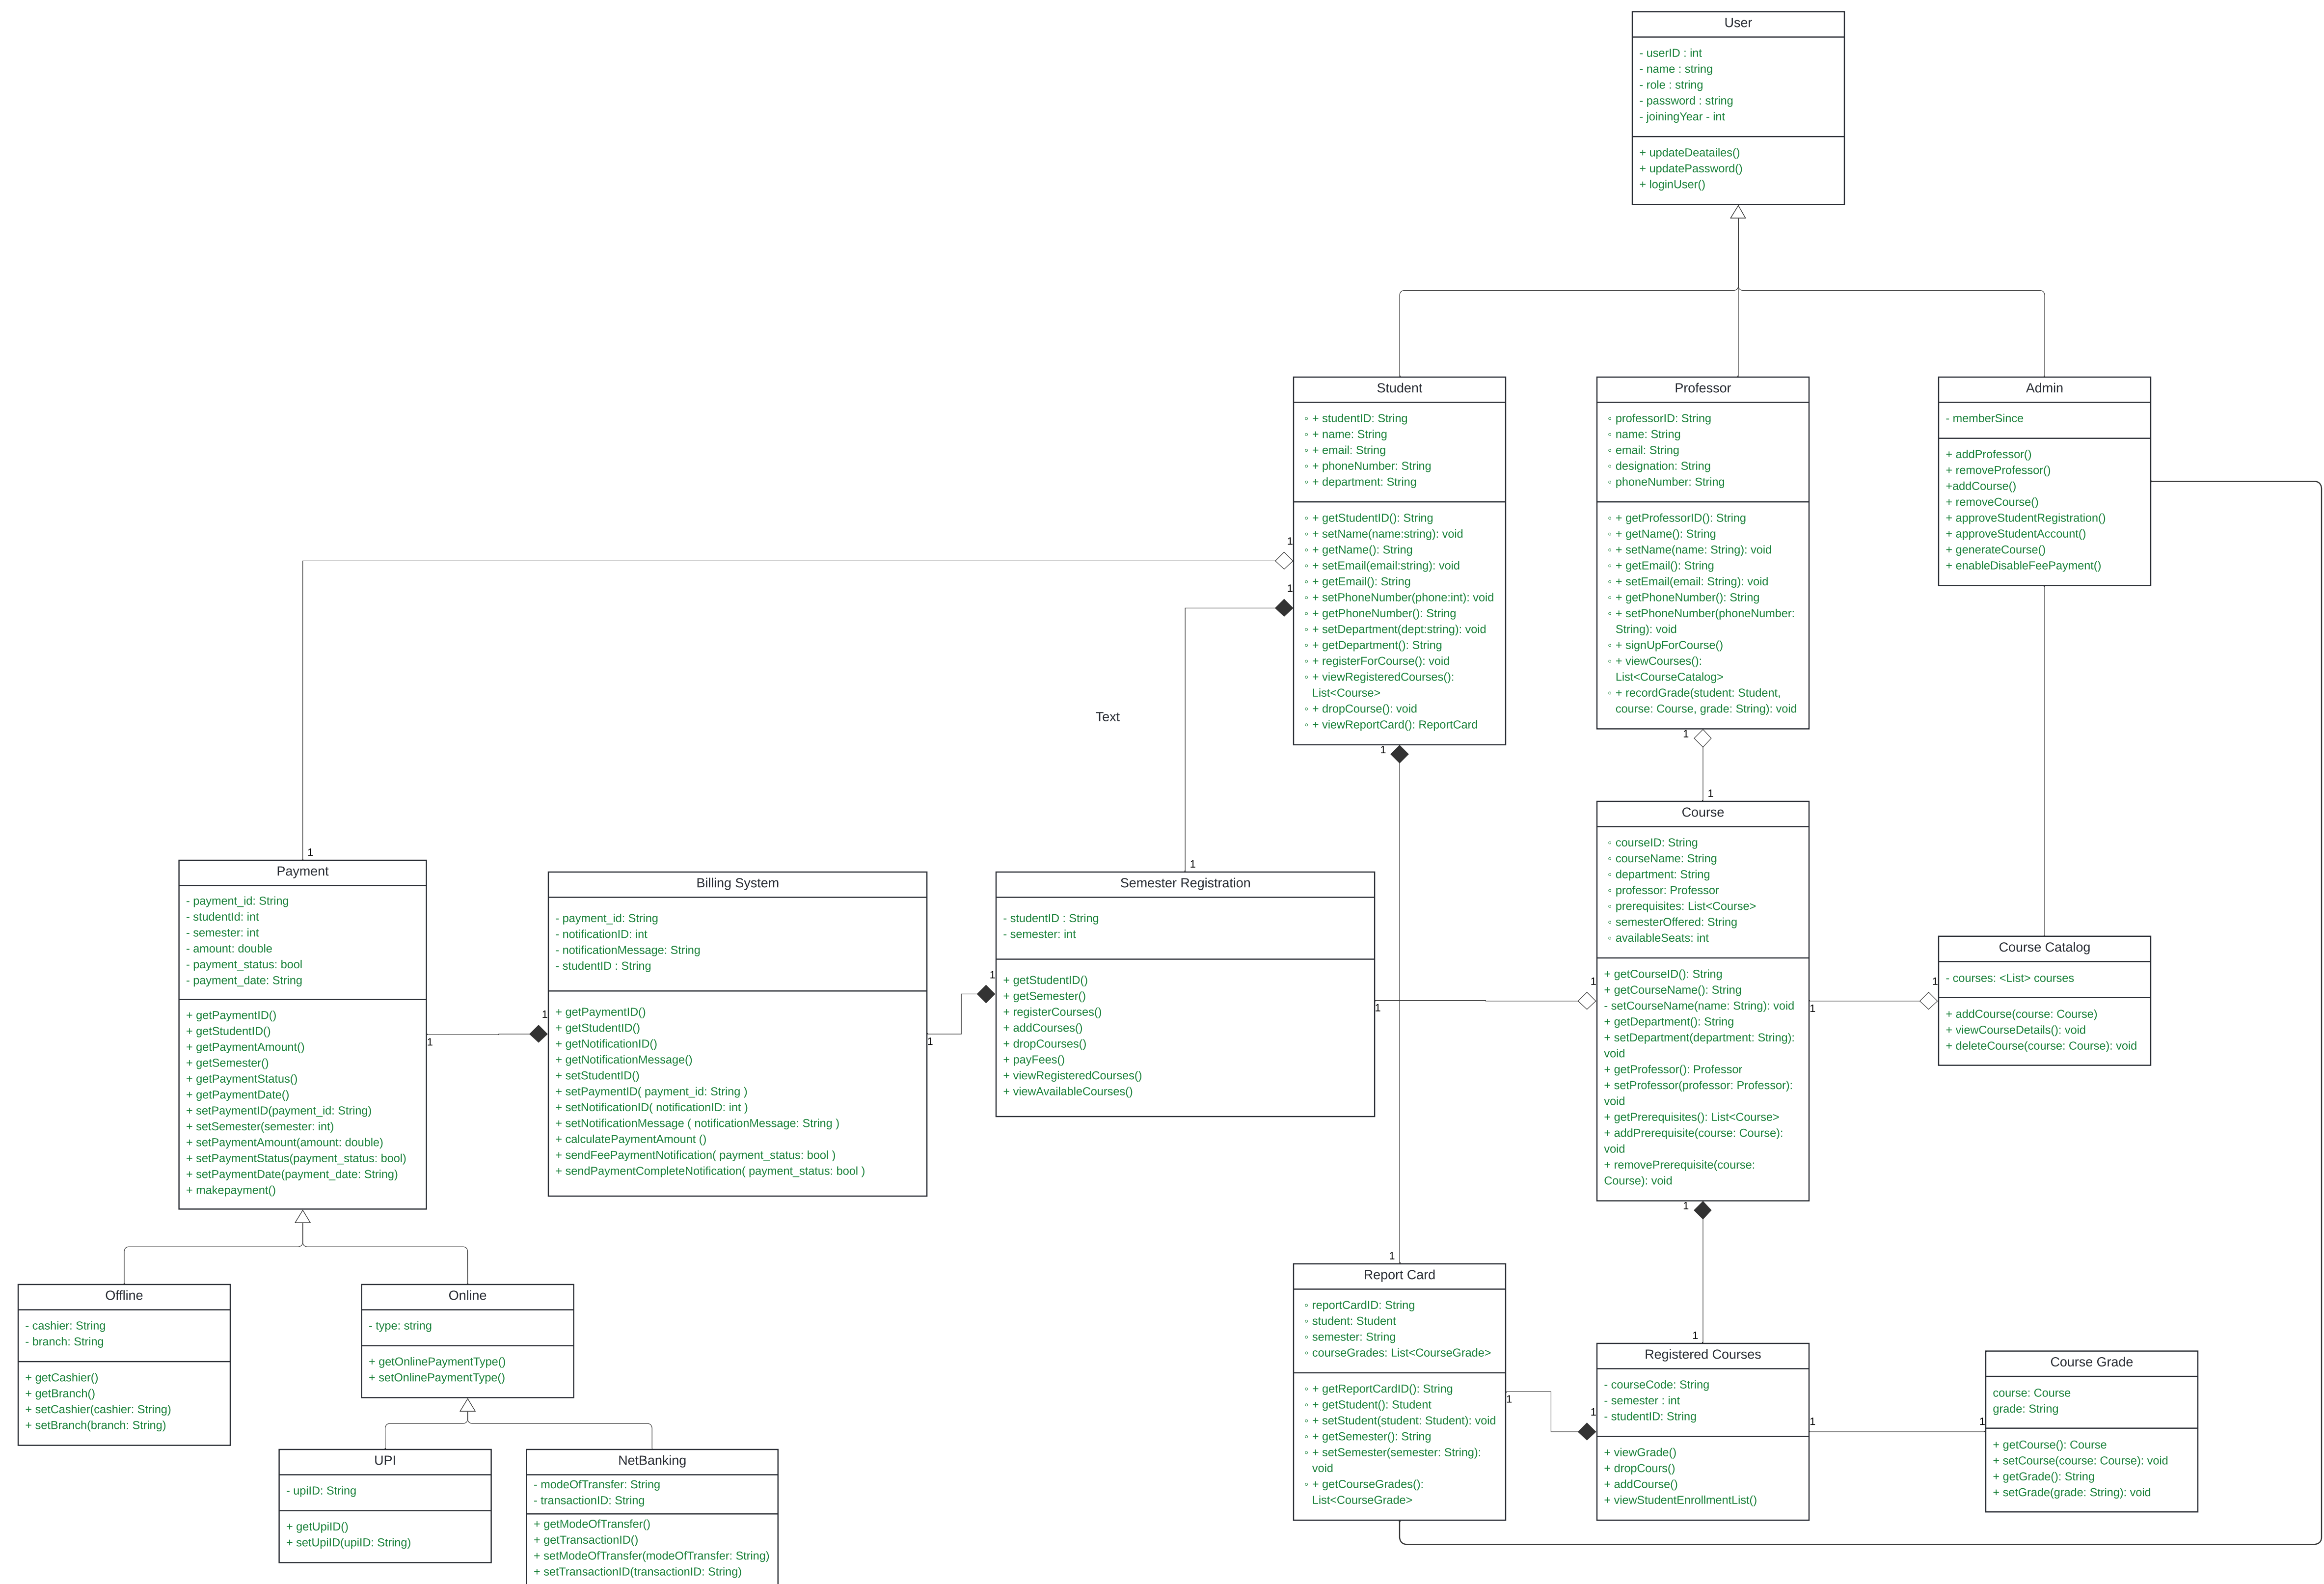 User
- userID : int
- name : string
- role : string
- password : string
- joiningYear - int
+ updateDeatailes()
+ updatePassword()
+ loginUser()
Student
◦ + studentID: String
◦ + name: String
◦ + email: String
◦ + phoneNumber: String
◦ + department: String
◦ + getStudentID(): String
◦ + setName(name:string): void
◦ + getName(): String
◦ + setEmail(email:string): void
◦ + getEmail(): String
◦ + setPhoneNumber(phone:int): void
◦ + getPhoneNumber(): String
◦ + setDepartment(dept:string): void
◦ + getDepartment(): String
◦ + registerForCourse(): void
◦ + viewRegisteredCourses():
List<Course>
◦ + dropCourse(): void
◦ + viewReportCard(): ReportCard
1
1
1
Professor
◦ professorID: String
◦ name: String
◦ email: String
◦ designation: String
◦ phoneNumber: String
◦ + getProfessorID(): String
◦ + getName(): String
◦ + setName(name: String): void
◦ + getEmail(): String
◦ + setEmail(email: String): void
◦ + getPhoneNumber(): String
◦ + setPhoneNumber(phoneNumber:
String): void
◦ + signUpForCourse()
◦ + viewCourses():
List<CourseCatalog>
◦ + recordGrade(student: Student,
course: Course, grade: String): void
1
1
Admin
- memberSince
+ addProfessor()
+ removeProfessor()
+addCourse()
+ removeCourse()
+ approveStudentRegistration()
+ approveStudentAccount()
+ generateCourse()
+ enableDisableFeePayment()
Text
1
Payment
- payment_id: String
- studentId: int
- semester: int
- amount: double
- payment_status: bool
- payment_date: String
+ getPaymentID()
+ getStudentID()
+ getPaymentAmount()
+ getSemester()
+ getPaymentStatus()
+ getPaymentDate()
+ setPaymentID(payment_id: String)
+ setSemester(semester: int)
+ setPaymentAmount(amount: double)
+ setPaymentStatus(payment_status: bool)
+ setPaymentDate(payment_date: String)
+ makepayment()
1
1
Billing System
- payment_id: String
- notificationID: int
- notificationMessage: String
- studentID : String
+ getPaymentID()
+ getStudentID()
+ getNotificationID()
+ getNotificationMessage()
+ setStudentID()
+ setPaymentID( payment_id: String )
+ setNotificationID( notificationID: int )
+ setNotificationMessage ( notificationMessage: String )
+ calculatePaymentAmount ()
+ sendFeePaymentNotification( payment_status: bool )
+ sendPaymentCompleteNotification( payment_status: bool )
1
1
1
Semester Registration
- studentID : String
- semester: int
+ getStudentID()
+ getSemester()
+ registerCourses()
+ addCourses()
+ dropCourses()
+ payFees()
+ viewRegisteredCourses()
+ viewAvailableCourses()
1
1
Course
◦ courseID: String
◦ courseName: String
◦ department: String
◦ professor: Professor
◦ prerequisites: List<Course>
◦ semesterOffered: String
◦ availableSeats: int
+ getCourseID(): String
+ getCourseName(): String
- setCourseName(name: String): void
+ getDepartment(): String
+ setDepartment(department: String):
void
+ getProfessor(): Professor
+ setProfessor(professor: Professor):
void
+ getPrerequisites(): List<Course>
+ addPrerequisite(course: Course):
void
+ removePrerequisite(course:
Course): void
1
1
Course Catalog
- courses: <List> courses
+ addCourse(course: Course)
+ viewCourseDetails(): void
+ deleteCourse(course: Course): void
1
1
Offline
- cashier: String
- branch: String
+ getCashier()
+ getBranch()
+ setCashier(cashier: String)
+ setBranch(branch: String)
Online
- type: string
+ getOnlinePaymentType()
+ setOnlinePaymentType()
UPI
- upiID: String
+ getUpiID()
+ setUpiID(upiID: String)
NetBanking
- modeOfTransfer: String
- transactionID: String
+ getModeOfTransfer()
+ getTransactionID()
+ setModeOfTransfer(modeOfTransfer: String)
+ setTransactionID(transactionID: String)
1
Report Card
◦ reportCardID: String
◦ student: Student
◦ semester: String
◦ courseGrades: List<CourseGrade>
◦ + getReportCardID(): String
◦ + getStudent(): Student
◦ + setStudent(student: Student): void
◦ + getSemester(): String
◦ + setSemester(semester: String):
void
◦ + getCourseGrades():
List<CourseGrade>
1
1
Registered Courses
- courseCode: String
- semester : int
- studentID: String
+ viewGrade()
+ dropCours()
+ addCourse()
+ viewStudentEnrollmentList()
1
1
Course Grade
course: Course
grade: String
+ getCourse(): Course
+ setCourse(course: Course): void
+ getGrade(): String
+ setGrade(grade: String): void